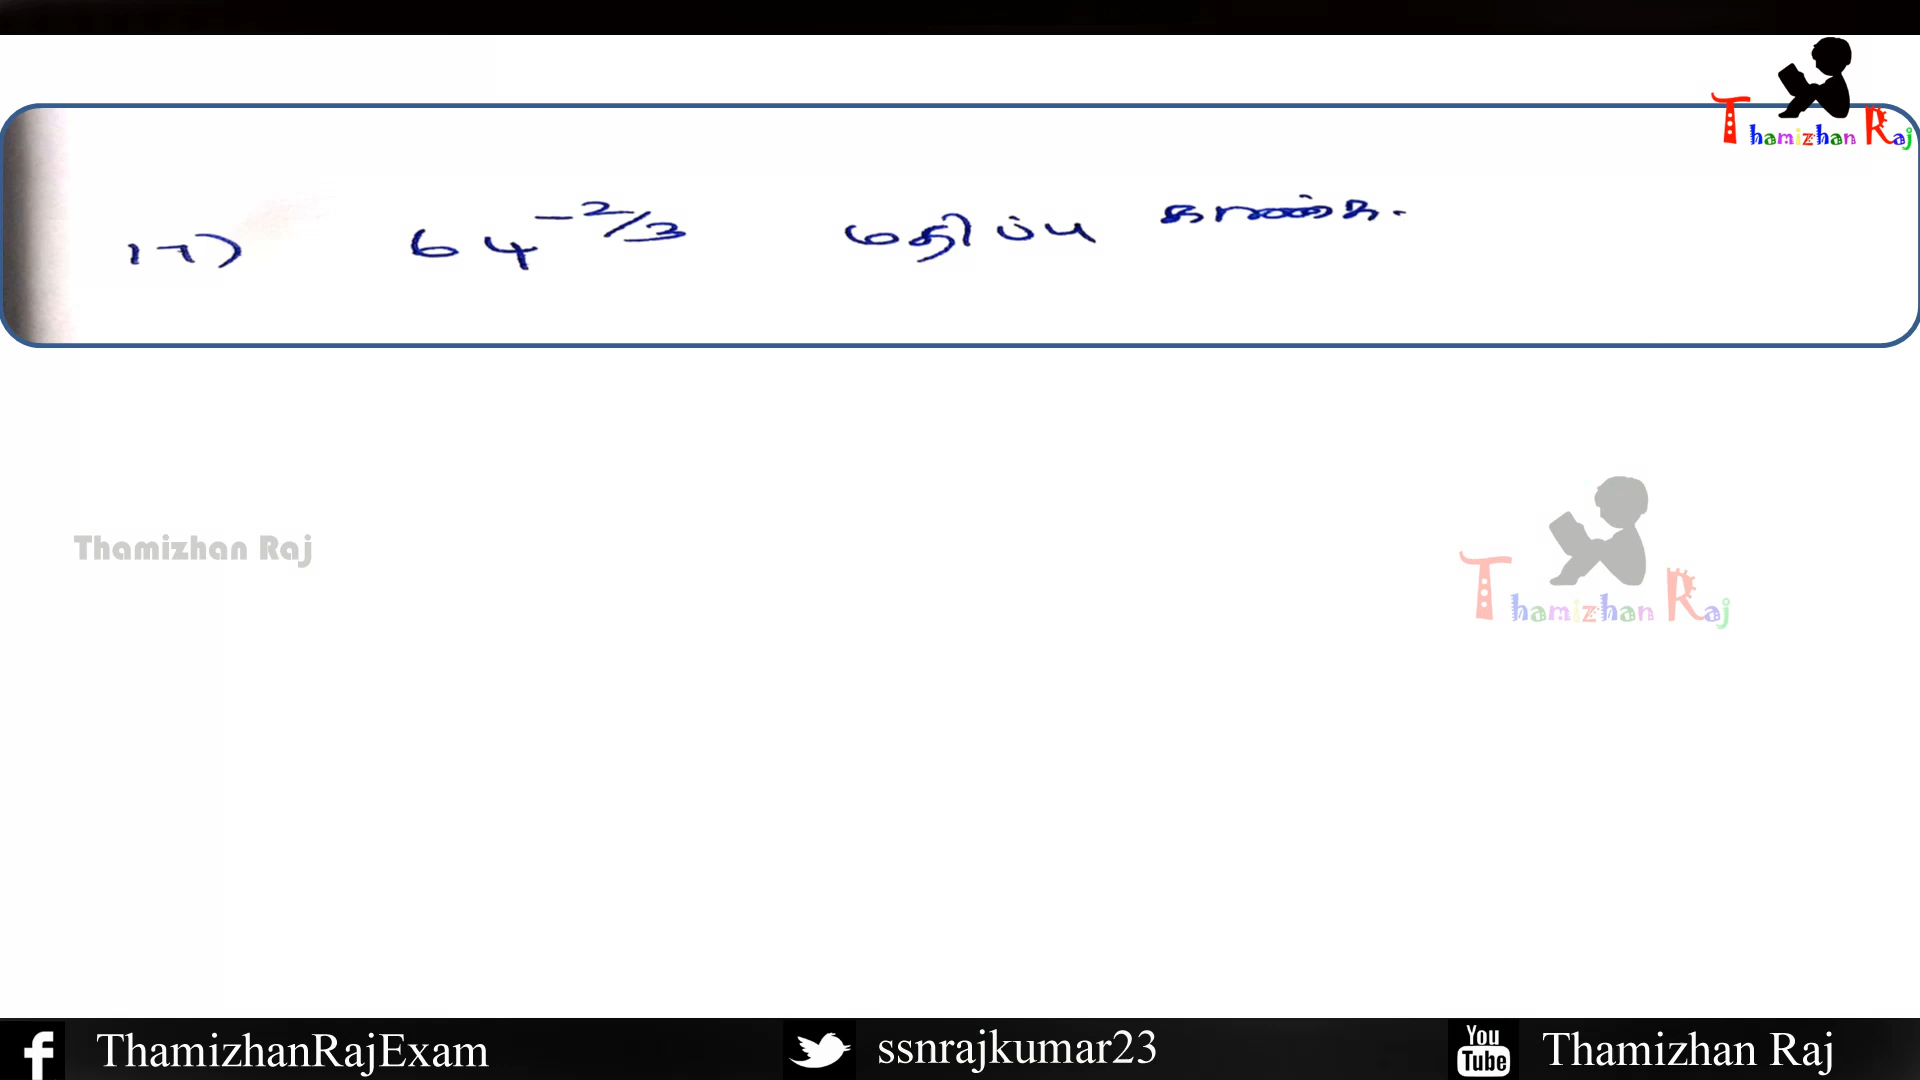 Thamizhan Raj
17) 64^-2/3 மதிப்பு காண்க.
Thamizhan Raj
Thamizhan Raj
ThamizhanRajExam ssnrajkumar23 You Tube Thamizhan Raj